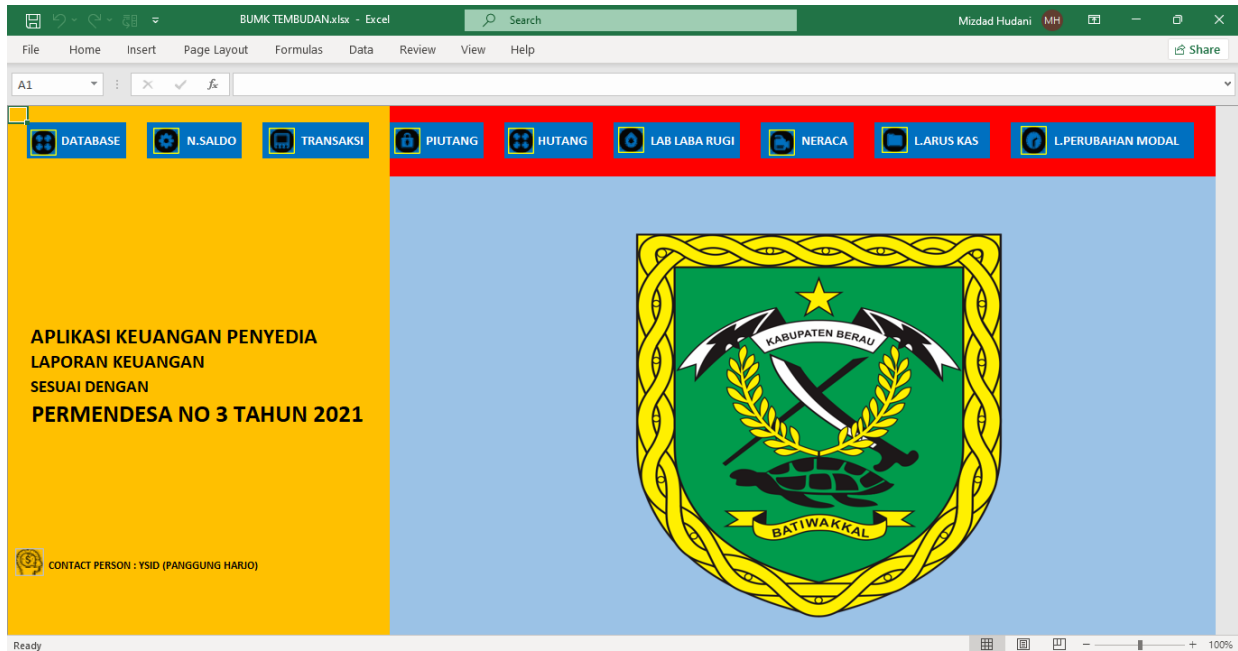 BUMK TEMBUDAN.xlsx - Excel
Search
Mizdad Hudani MH
File Home Insert Page Layout Formulas Data Review View Help
Share
A1
fx
DATABASE N.SALDO TRANSAKSI PIUTANG HUTANG LAB LABA RUGI NERACA L.ARUS KAS L.PERUBAHAN MODAL
KABUPATEN BERAU
BATIWAKKAL
APLIKASI KEUANGAN PENYEDIA
LAPORAN KEUANGAN
SESUAI DENGAN
PERMENDESA NO 3 TAHUN 2021
CONTACT PERSON : YSID (PANGGUNG HARJO)
Ready
100%